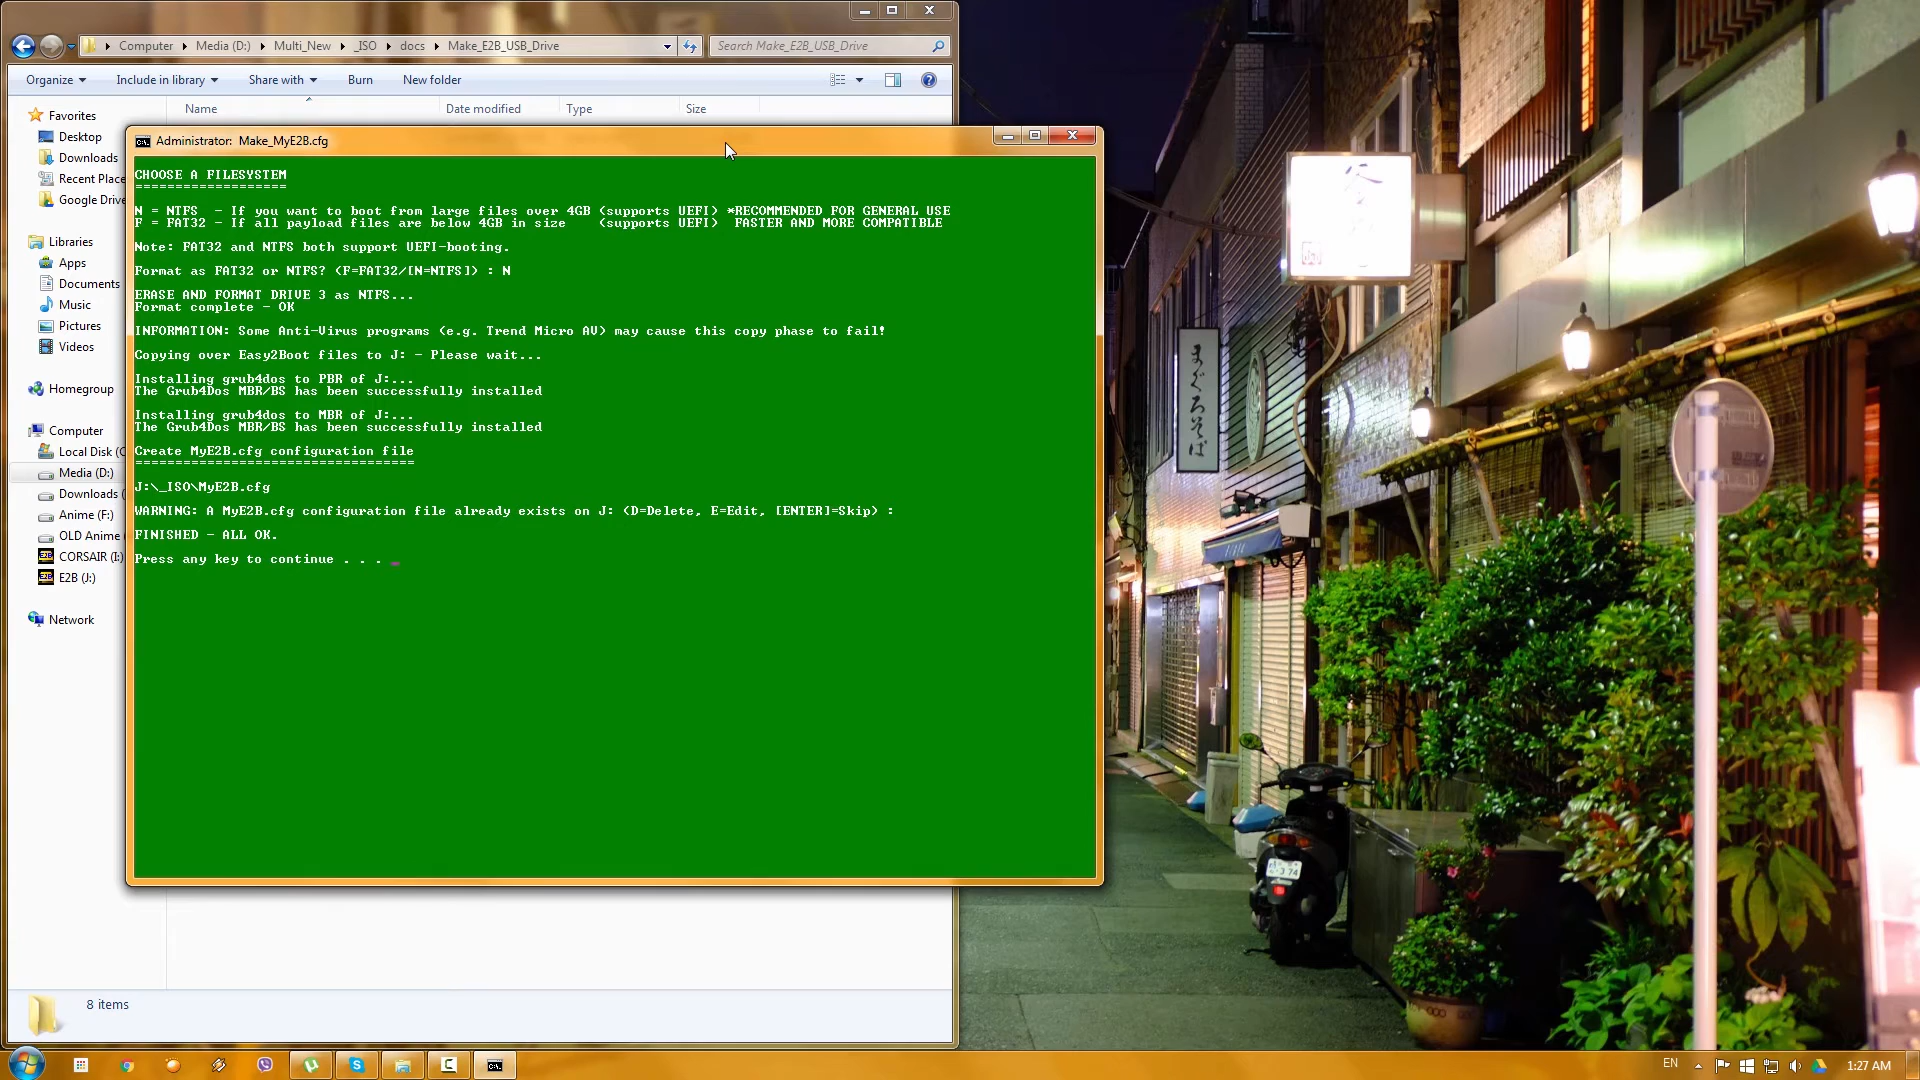 Computer Media (D:) Multi_New _ISO docs Make_E2B_USB_Drive
Search Make_E2B_USB_Drive
Organize Include in library Share with Burn New folder
Name Date modified Type Size
Favorites
Desktop
Downloads
Recent Place
Google Drive
Libraries
Apps
Documents
Music
Pictures
Videos
Homegroup
Computer
Local Disk (C
Media (D:)
Downloads (
Anime (F:)
OLD Anime
CORSAIR (I:)
E2B (J:)
Network
8 items
Administrator: Make_MyE2B.cfg
CHOOSE A FILESYSTEM
====================
N = NTFS - If you want to boot from large files over 4GB (supports UEFI) *RECOMMENDED FOR GENERAL USE
F = FAT32 - If all payload files are below 4GB in size (supports UEFI) FASTER AND MORE COMPATIBLE
Note: FAT32 and NTFS both support UEFI-booting.
Format as FAT32 or NTFS? (F=FAT32/[N=NTFS]) : N
ERASE AND FORMAT DRIVE 3 as NTFS...
Format complete - OK
INFORMATION: Some Anti-Virus programs (e.g. Trend Micro AV) may cause this copy phase to fail!
Copying over Easy2Boot files to J: - Please wait...
Installing grub4dos to PBR of J:...
The Grub4Dos MBR/BS has been successfully installed
Installing grub4dos to MBR of J:...
The Grub4Dos MBR/BS has been successfully installed
Create MyE2B.cfg configuration file
===================================
J:\_ISO\MyE2B.cfg
WARNING: A MyE2B.cfg configuration file already exists on J: (D=Delete, E=Edit, [ENTER]=Skip) :
FINISHED - ALL OK.
Press any key to continue . . .
まぐろそば
EN
1:27 AM